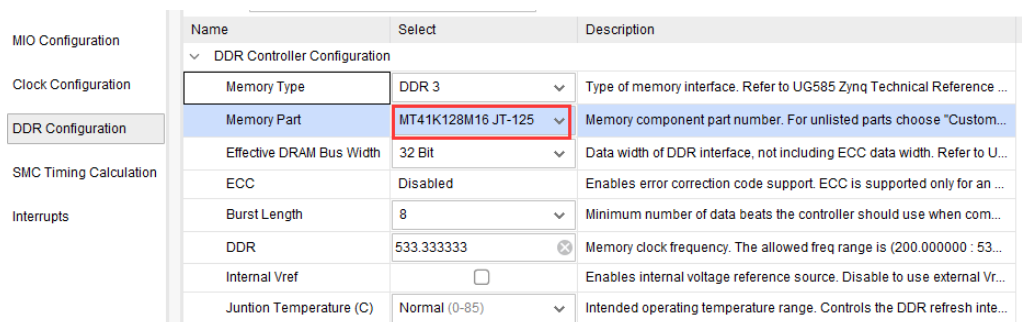 Name Select Description
MIO Configuration
DDR Controller Configuration
Clock Configuration
Memory Type DDR 3 Type of memory interface. Refer to UG585 Zynq Technical Reference ...
DDR Configuration
Memory Part MT41K128M16 JT-125 Memory component part number. For unlisted parts choose "Custom...
Effective DRAM Bus Width 32 Bit Data width of DDR interface, not including ECC data width. Refer to U...
SMC Timing Calculation
ECC Disabled Enables error correction code support. ECC is supported only for an ...
Interrupts
Burst Length 8 Minimum number of data beats the controller should use when com...
DDR 533.333333 Memory clock frequency. The allowed freq range is (200.000000 : 53...
Internal Vref Enables internal voltage reference source. Disable to use external Vr...
Juntion Temperature (C) Normal (0-85) Intended operating temperature range. Controls the DDR refresh inte...